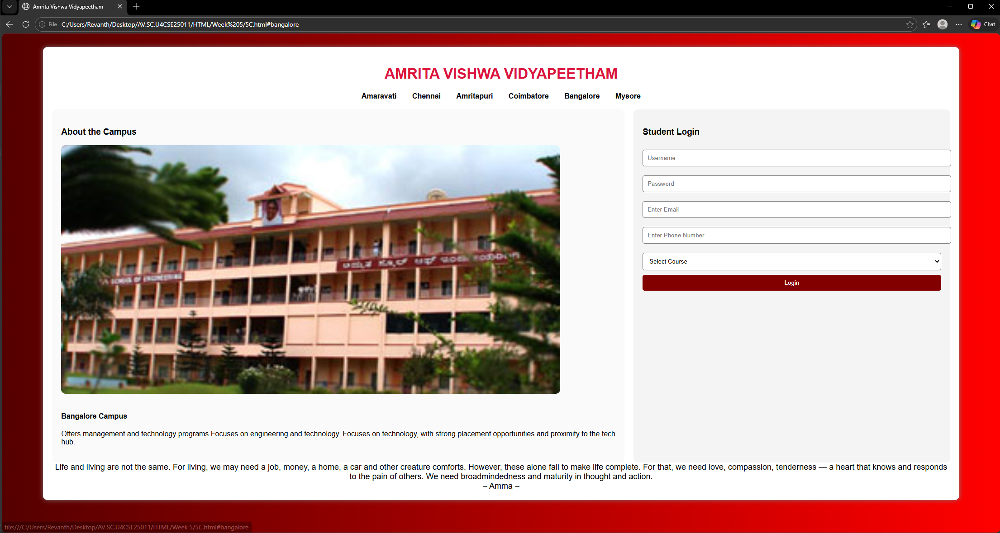 Amrita Vishwa Vidyapeetham
File C:/Users/Revanth/Desktop/AV.SC.U4CSE25011/HTML/Week%205/5C.html#bangalore
Chat
AMRITA VISHWA VIDYAPEETHAM
Amaravati Chennai Amritapuri Coimbatore Bangalore Mysore
About the Campus
SCHOOL OF ENGINEERING
Bangalore Campus
Offers management and technology programs.Focuses on engineering and technology. Focuses on technology, with strong placement opportunities and proximity to the tech
hub.
Student Login
Username
Password
Enter Email
Enter Phone Number
Select Course
Login
Life and living are not the same. For living, we may need a job, money, a home, a car and other creature comforts. However, these alone fail to make life complete. For that, we need love, compassion, tenderness — a heart that knows and responds
to the pain of others. We need broadmindedness and maturity in thought and action.
– Amma –
file:///C:/Users/Revanth/Desktop/AV.SC.U4CSE25011/HTML/Week 5/5C.html#bangalore